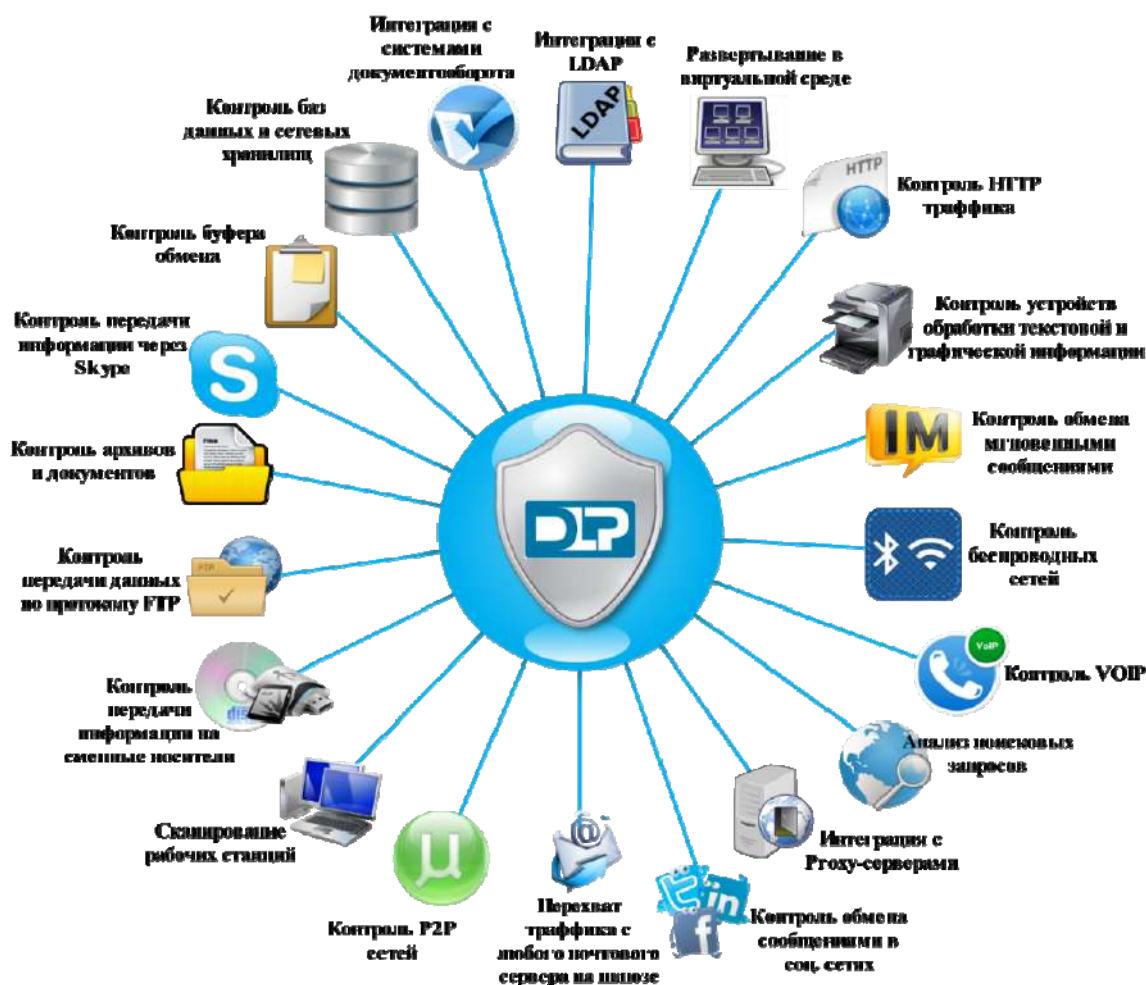 Интеграция с
системами
документооборота
Интеграция с
LDAP
LDAP
Развертывание в
виртуальной среде
HTTP
Контроль HTTP
траффика
Контроль устройств
обработки текстовой и
графической информации
IM
Контроль обмена
мгновенными
сообщениями
Контроль
беспроводных
сетей
VoIP
Контроль VOIP
Анализ поисковых
запросов
Интеграция с
Proxy-серверами
in
f
Контроль обмена
сообщениями в
соц. сетях
@
Перехват
траффика с
любого почтового
сервера на шлюзе
µ
Контроль P2P
сетей
Сканирование
рабочих станций
disc
Контроль
передачи
информации на
сменные носители
FTP
Контроль
передачи данных
по протоколу FTP
Контроль архивов
и документов
S
Контроль передачи
информации через
Skype
Контроль буфера
обмена
Контроль баз
данных и сетевых
хранилищ
DLP